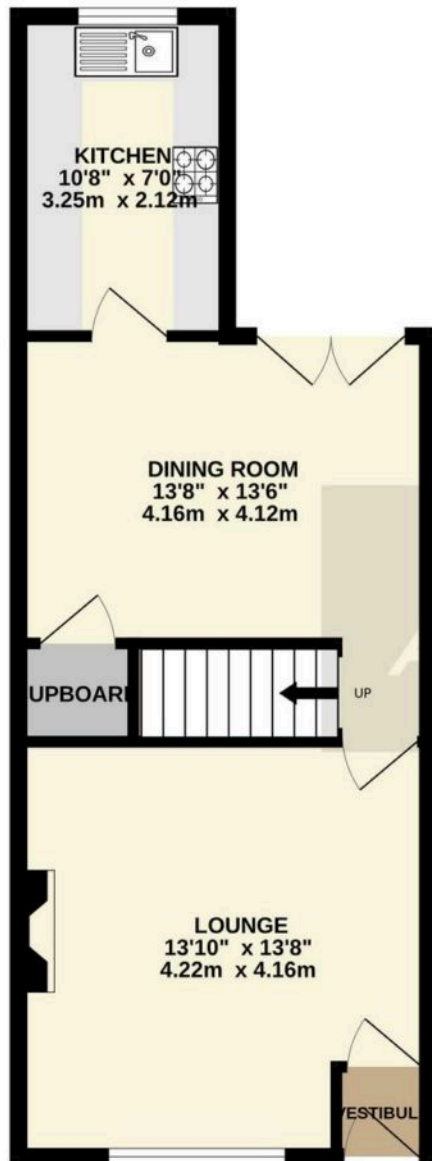 KITCHEN
10'8" x 7'0"
3.25m x 2.12m
DINING ROOM
13'8" x 13'6"
4.16m x 4.12m
UPBOAR
UP
LOUNGE
13'10" x 13'8"
4.22m x 4.16m
VESTIBUL